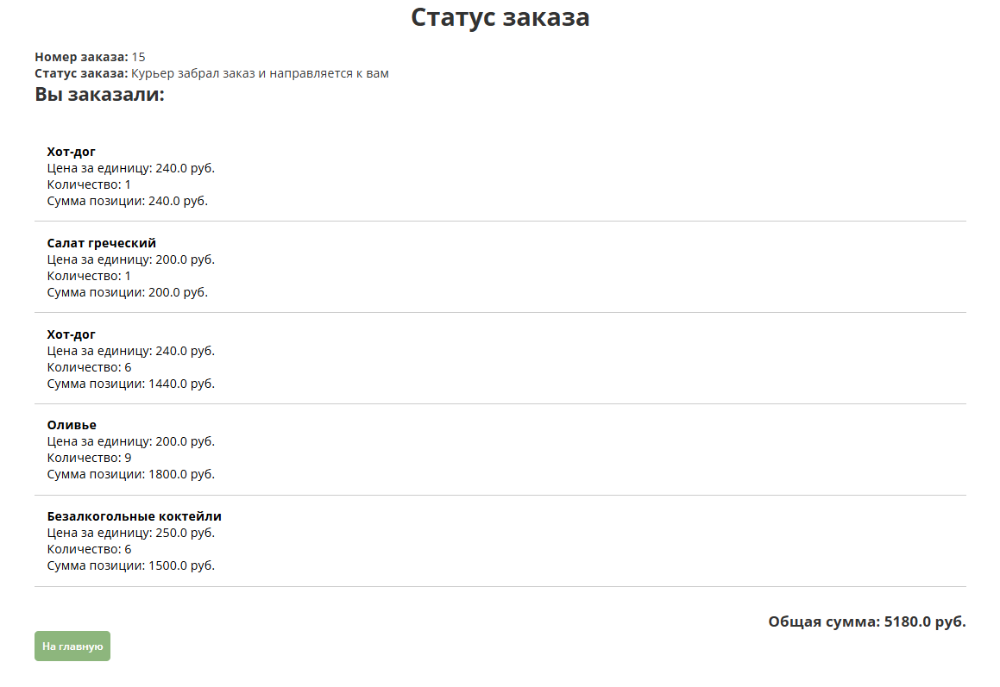 Статус заказа
Номер заказа: 15
Статус заказа: Курьер забрал заказ и направляется к вам
Вы заказали:
Хот-дог
Цена за единицу: 240.0 руб.
Количество: 1
Сумма позиции: 240.0 руб.
Салат греческий
Цена за единицу: 200.0 руб.
Количество: 1
Сумма позиции: 200.0 руб.
Хот-дог
Цена за единицу: 240.0 руб.
Количество: 6
Сумма позиции: 1440.0 руб.
Оливье
Цена за единицу: 200.0 руб.
Количество: 9
Сумма позиции: 1800.0 руб.
Безалкогольные коктейли
Цена за единицу: 250.0 руб.
Количество: 6
Сумма позиции: 1500.0 руб.
Общая сумма: 5180.0 руб.
На главную